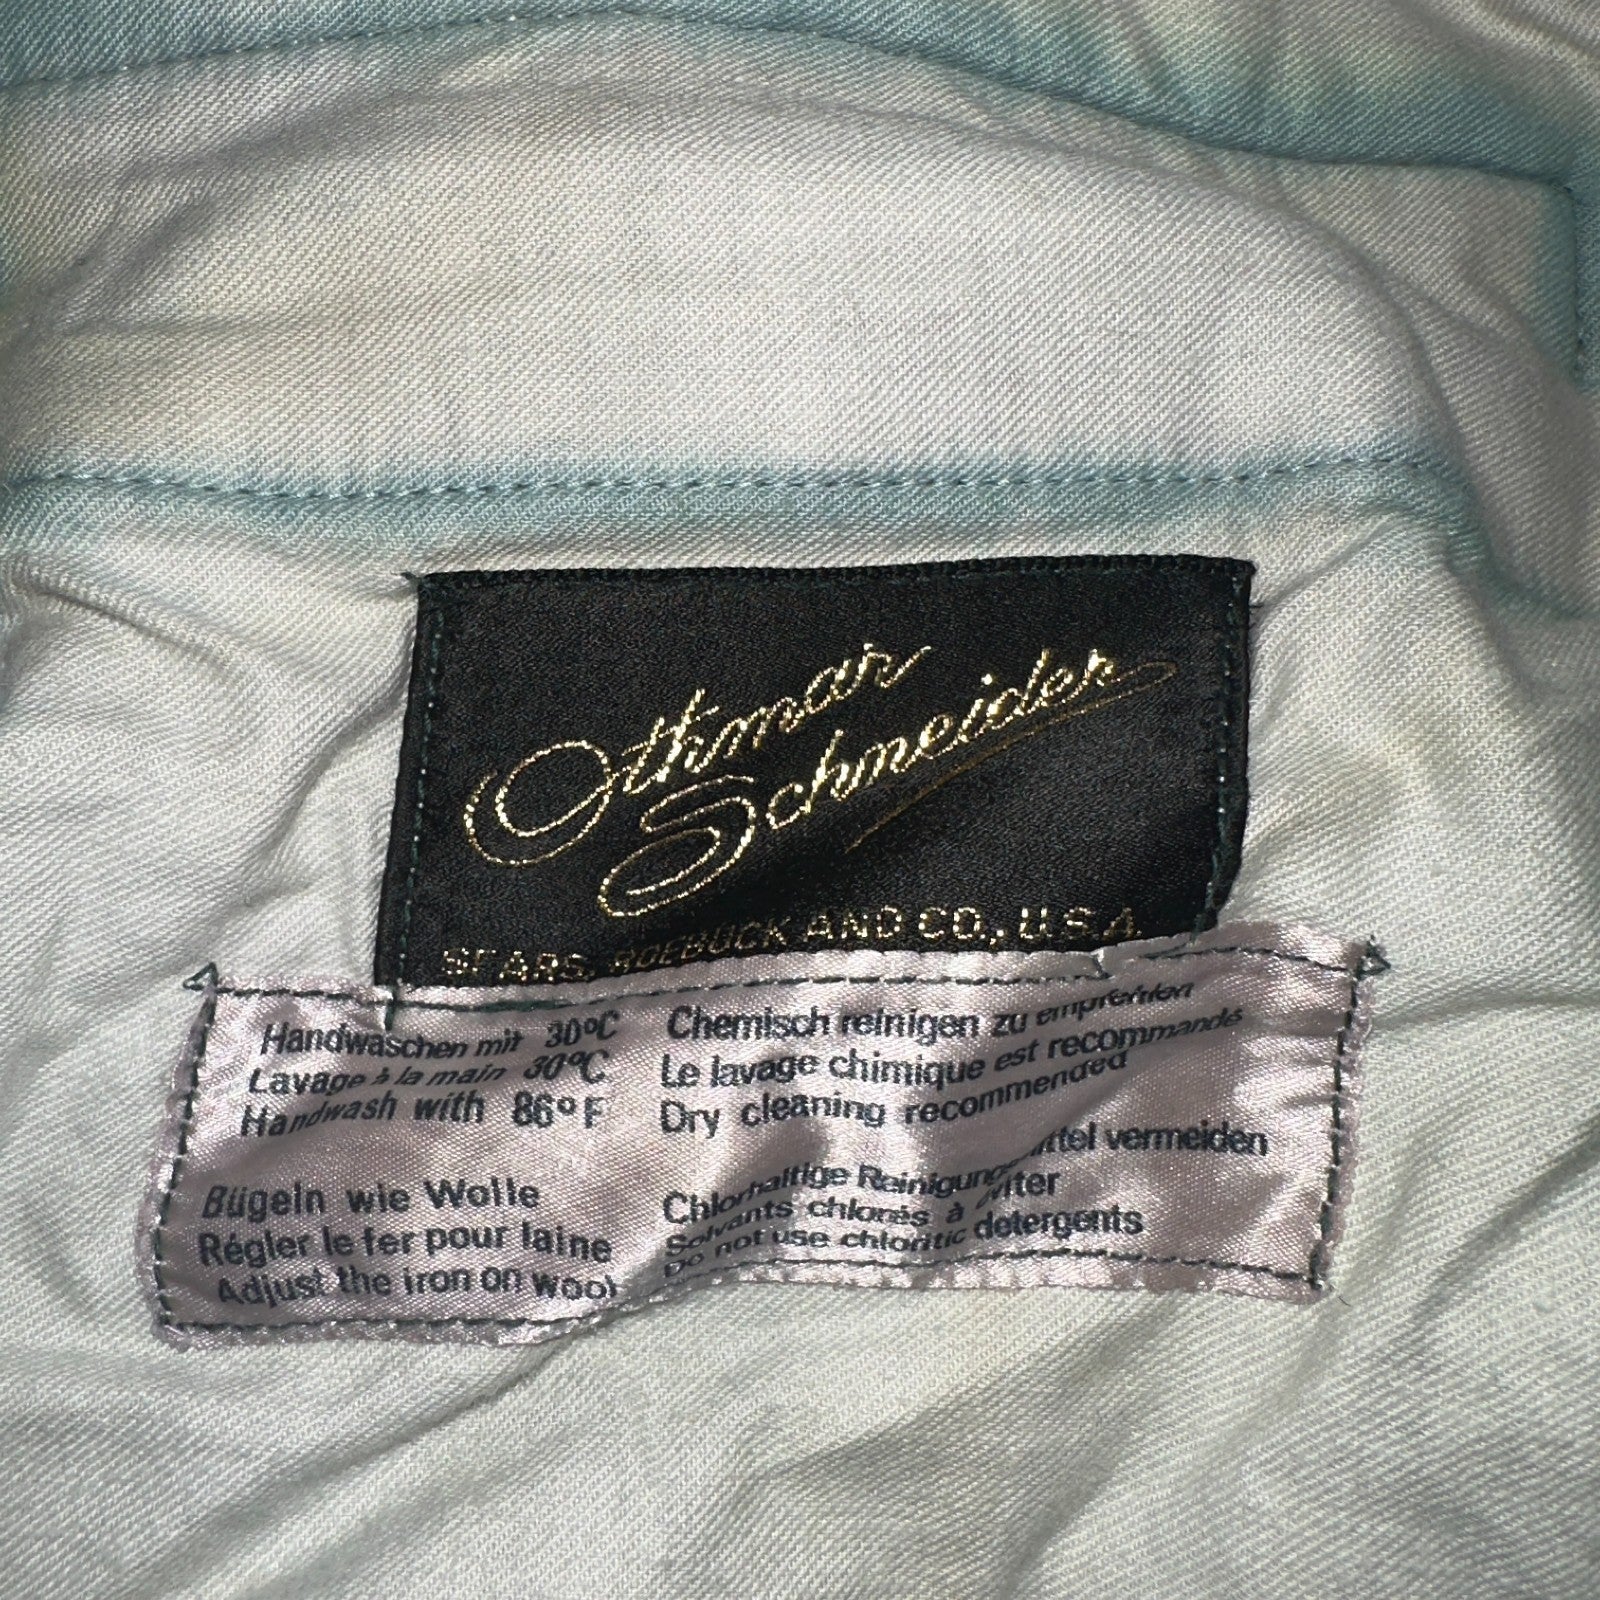 Othmar
Schneider
SEARS, ROEBUCK AND CO., U.S.A.
Handwaschen mit 30°C
Lavage à la main 30°C
Handwash with 86°F
Bügeln wie Wolle
Régler le fer pour laine
Adjust the iron on wool
Chemisch reinigen zu empfehlen
Le lavage chimique est recommandé
Dry cleaning recommended
Chlorhaltige Reinigungsmittel vermeiden
Solvants chlorés à éviter
Do not use chloritic detergents